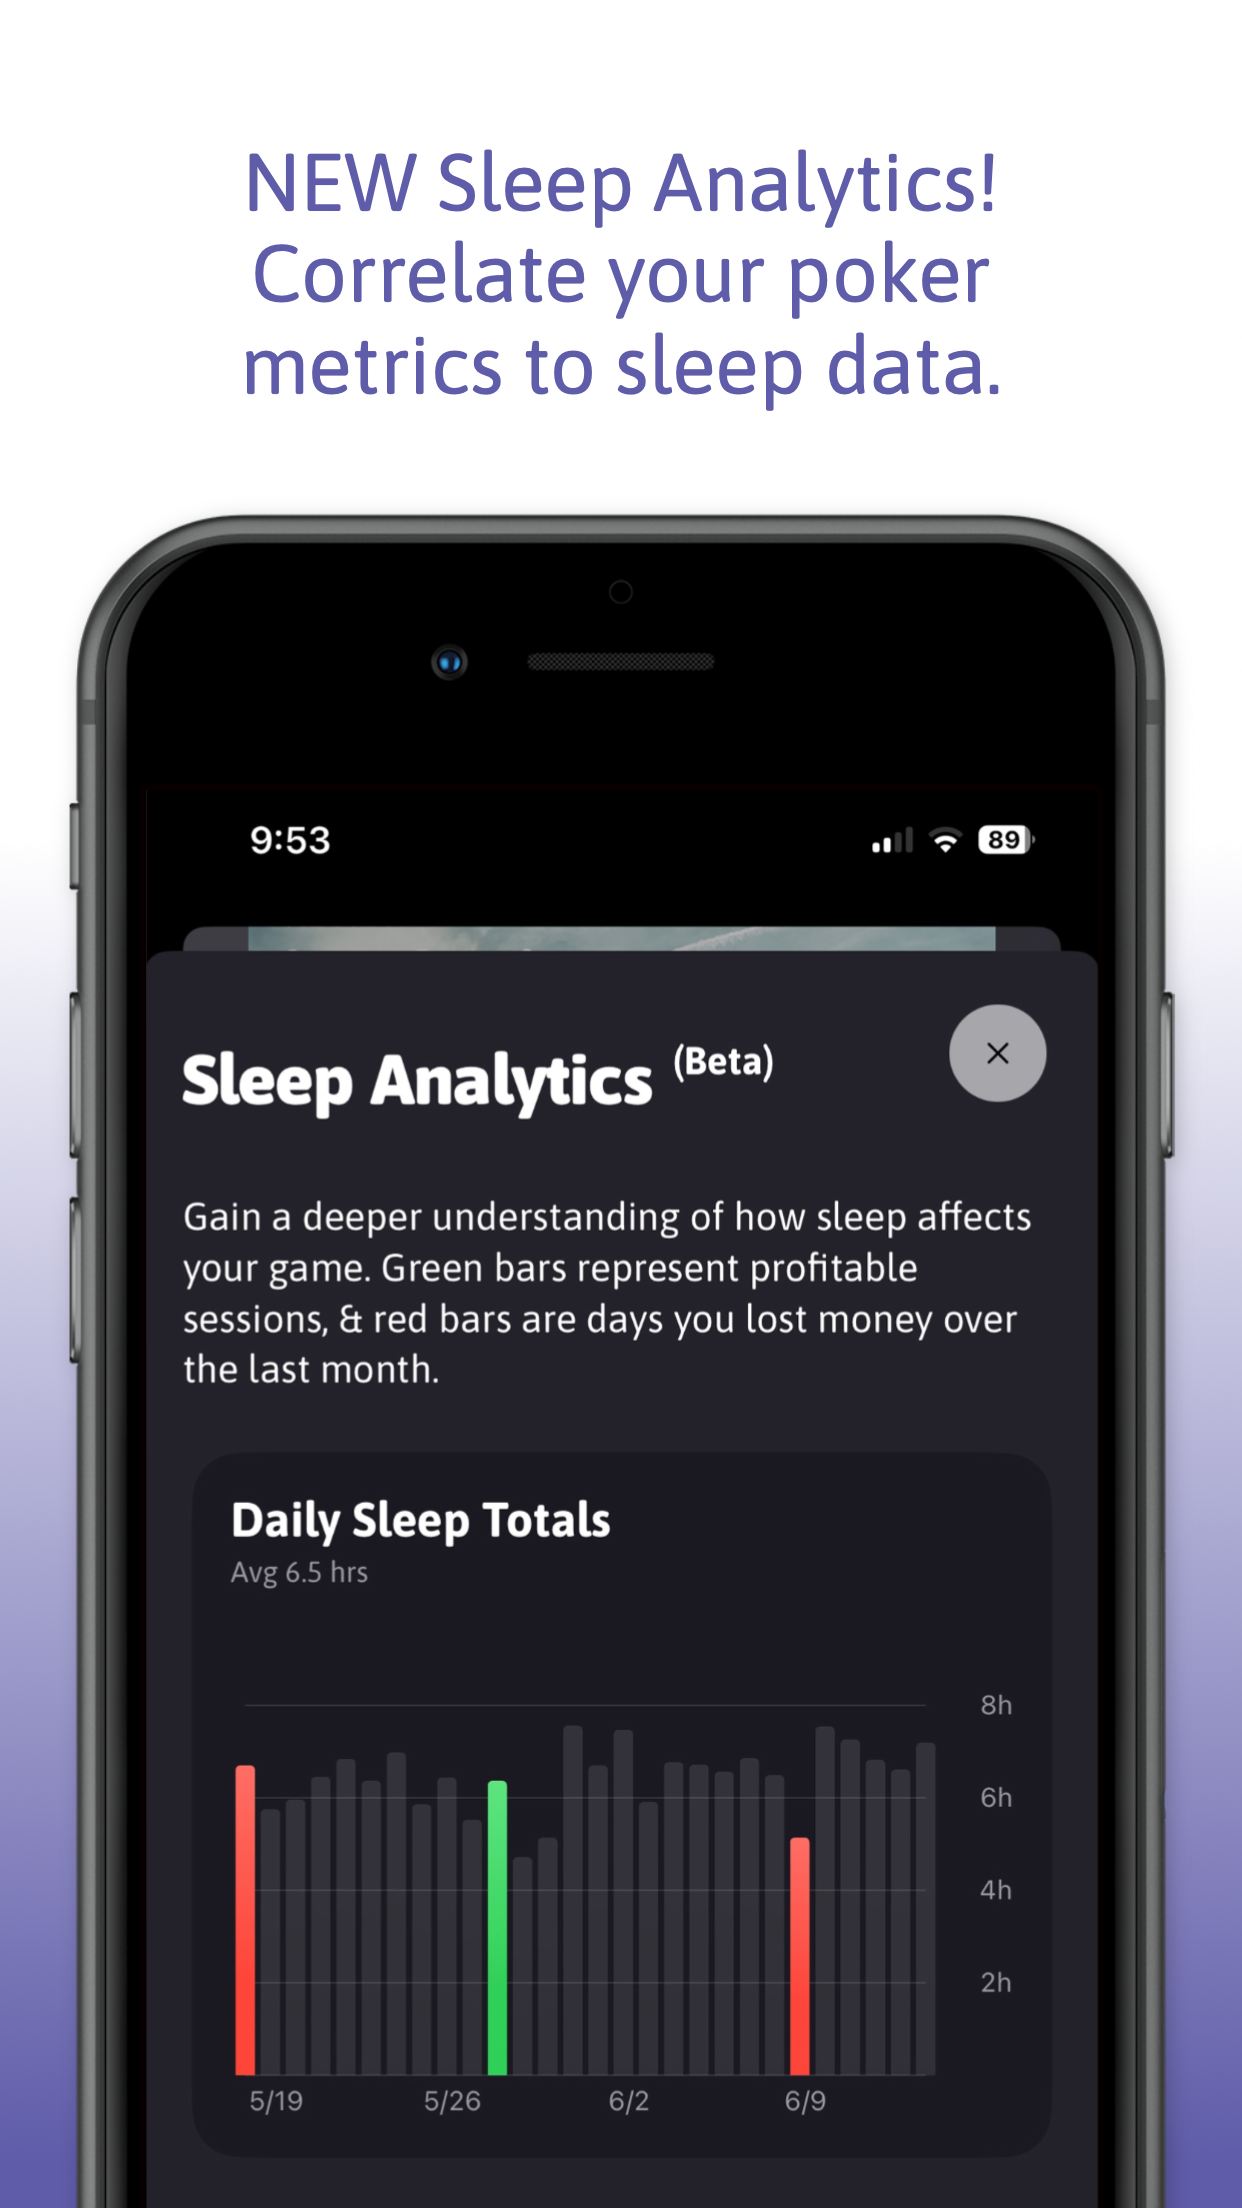 NEW Sleep Analytics!
Correlate your poker
metrics to sleep data.
9:53
89
Sleep Analytics (Beta)
Gain a deeper understanding of how sleep affects
your game. Green bars represent profitable
sessions, & red bars are days you lost money over
the last month.
Daily Sleep Totals
Avg 6.5 hrs
8h
6h
4h
2h
5/19 5/26 6/2 6/9